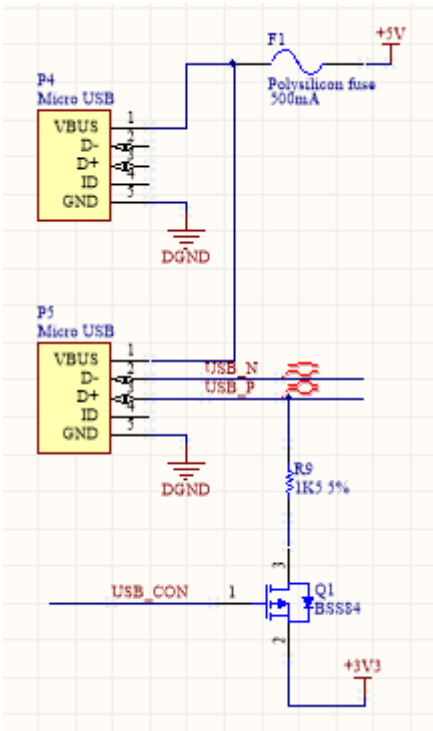 F1
+5V
Polysilicon fuse
500mA
P4
Micro USB
VBUS 1
D- 2
D+ 3
ID 4
GND 5
DGND
P5
Micro USB
VBUS 1
D- 2
D+ 3
ID 4
GND 5
USB_N
USB_P
DGND
R9
1K5 5%
3
USB_CON 1
Q1
BSS84
2
+3V3